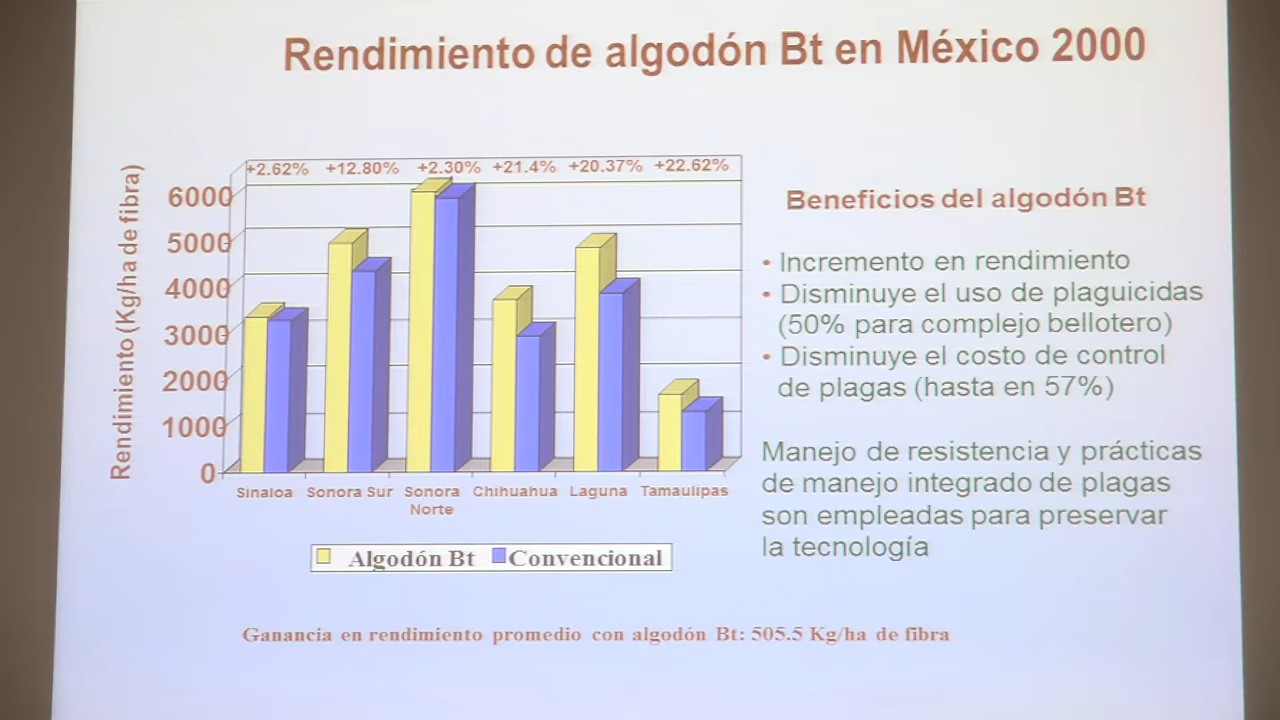 Rendimiento de algodón Bt en México 2000
+2.62% +12.80% +2.30% +21.4% +20.37% +22.62%
Rendimiento (Kg/ha de fibra)
6000
5000
4000
3000
2000
1000
0
Sinaloa Sonora Sur Sonora Norte Chihuahua Laguna Tamaulipas
Algodón Bt Convencional
Beneficios del algodón Bt
• Incremento en rendimiento
• Disminuye el uso de plaguicidas
(50% para complejo bellotero)
• Disminuye el costo de control
de plagas (hasta en 57%)
Manejo de resistencia y prácticas
de manejo integrado de plagas
son empleadas para preservar
la tecnología
Ganancia en rendimiento promedio con algodón Bt: 505.5 Kg/ha de fibra